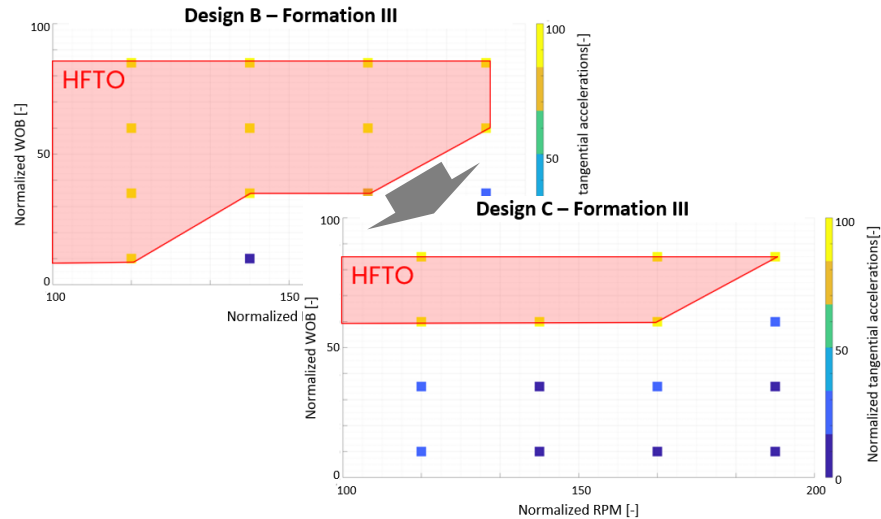 Design B – Formation III
100
50
0
Normalized WOB [-]
HFTO
100
150
Normalized
100
50
tangential accelerations[-]
Design C – Formation III
100
50
0
Normalized WOB [-]
HFTO
100
150
200
Normalized RPM [-]
100
50
0
Normalized tangential accelerations[-]